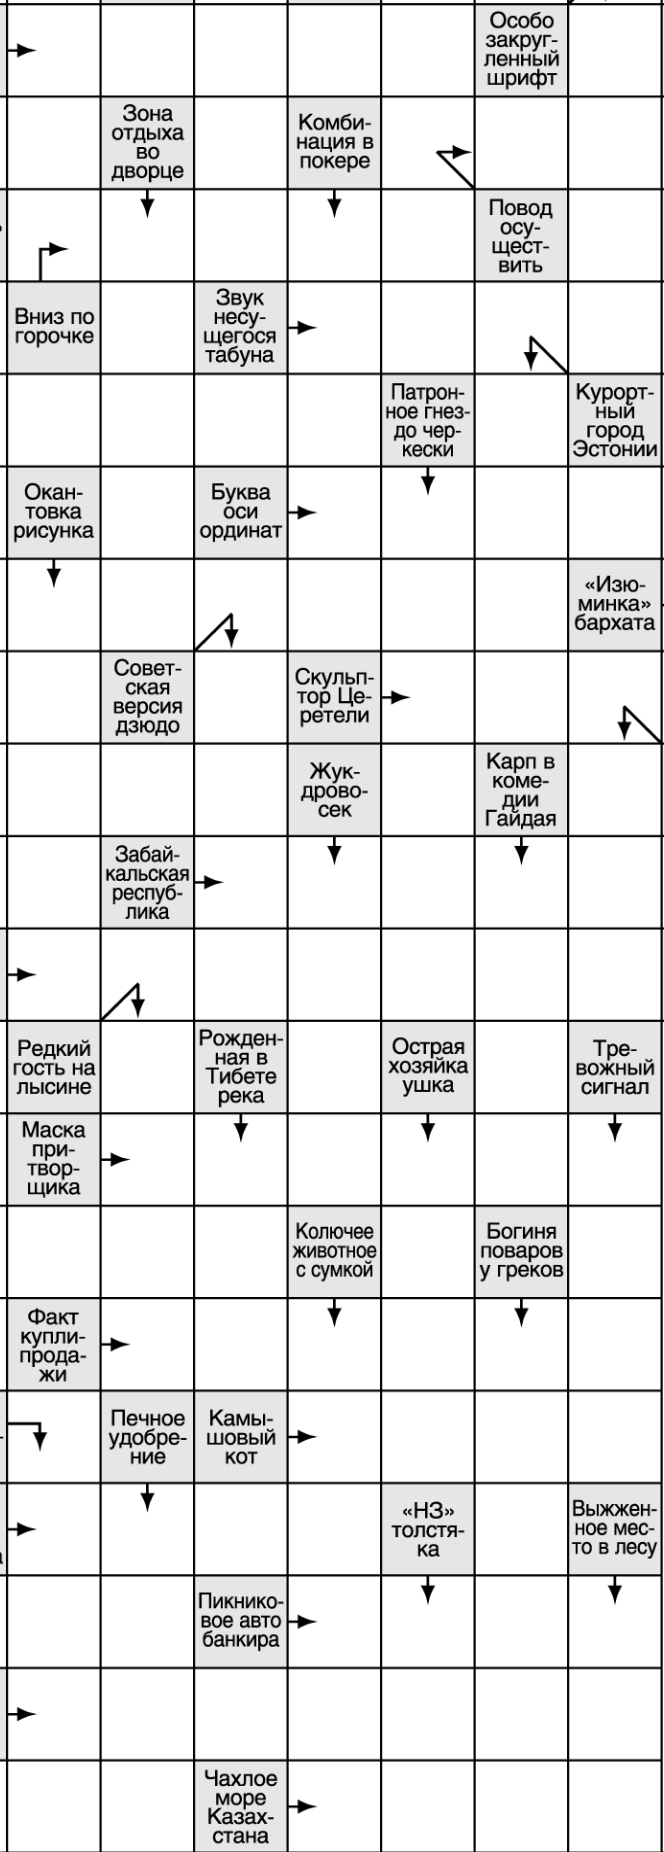 Особо
закруг-
ленный
шрифт
Зона
отдыха
во
дворце
Комби-
нация в
покере
Повод
осу-
щест-
вить
Вниз по
горочке
Звук
несу-
щегося
табуна
Патрон-
ное гнез-
до чер-
кески
Курорт-
ный
город
Эстонии
Окан-
товка
рисунка
Буква
оси
ординат
«Изю-
минка»
бархата
Совет-
ская
версия
дзюдо
Скульп-
тор Це-
ретели
Жук-
дрово-
сек
Карп в
коме-
дии
Гайдая
Забай-
кальская
респуб-
лика
Редкий
гость на
лысине
Рожден-
ная в
Тибете
река
Острая
хозяйка
ушка
Тре-
вожный
сигнал
Маска
при-
твор-
щика
Колючее
животное
с сумкой
Богиня
поваров
у греков
Факт
купли-
прода-
жи
Печное
удобре-
ние
Камы-
шовый
кот
«НЗ»
толстя-
ка
Выжжен-
ное мес-
то в лесу
Пикнико-
вое авто
банкира
Чахлое
море
Казах-
стана